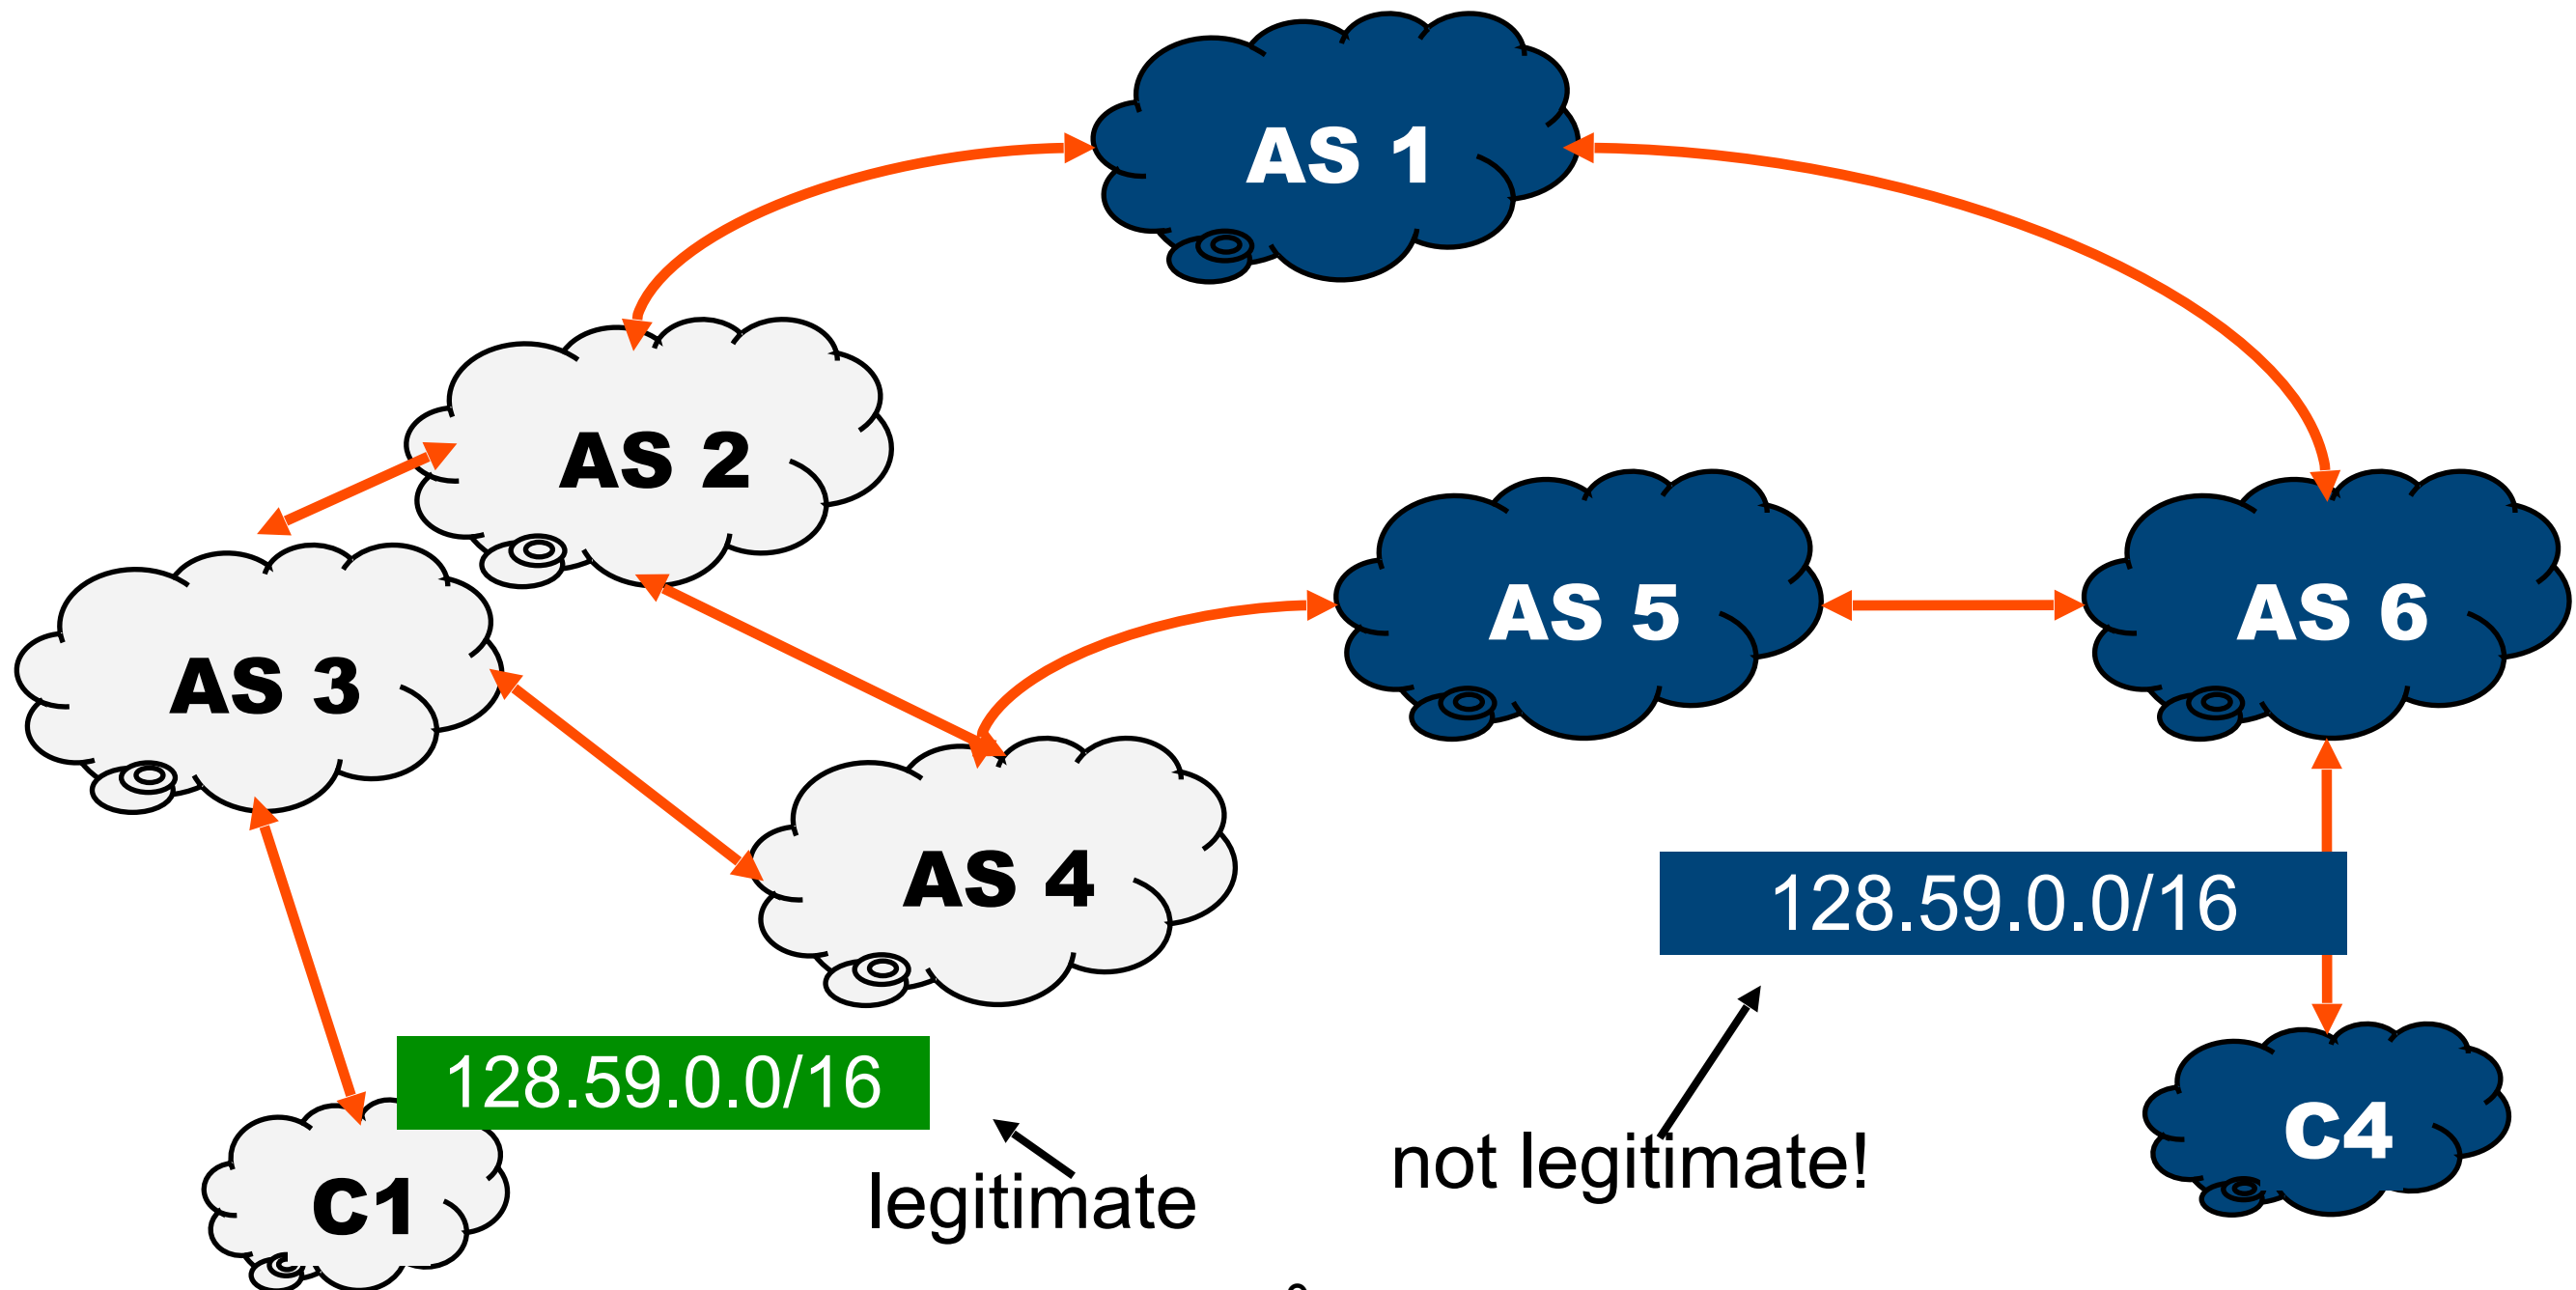 AS 1
AS 2
AS 5
AS 6
AS 3
AS 4
128.59.0.0/16
128.59.0.0/16
not legitimate!
C4
legitimate
C1